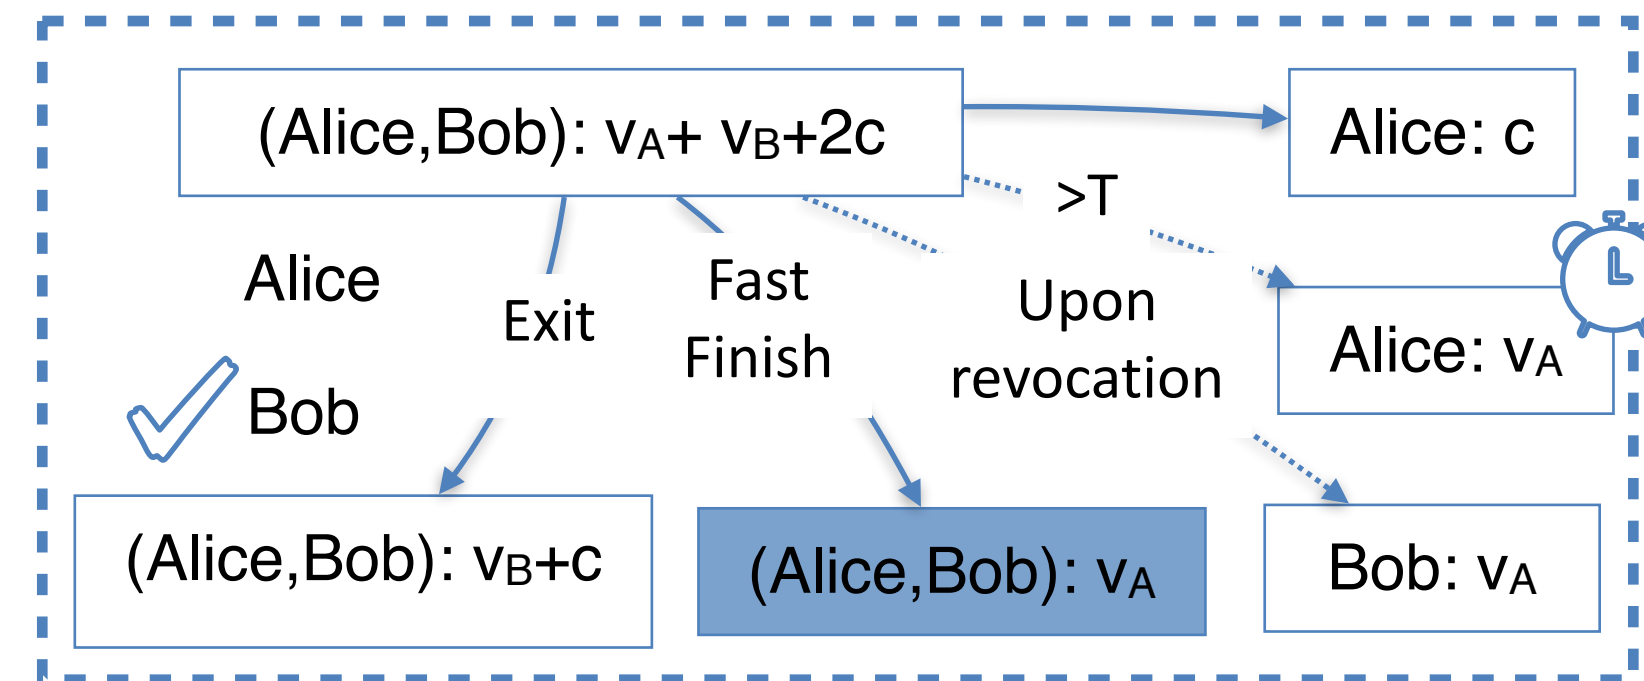 (Alice,Bob): vA+ vB+2c
Alice: c
>T
Alice
Exit
Fast
Finish
Upon
revocation
Alice: vA
Bob
(Alice,Bob): vB+c
(Alice,Bob): vA
Bob: vA